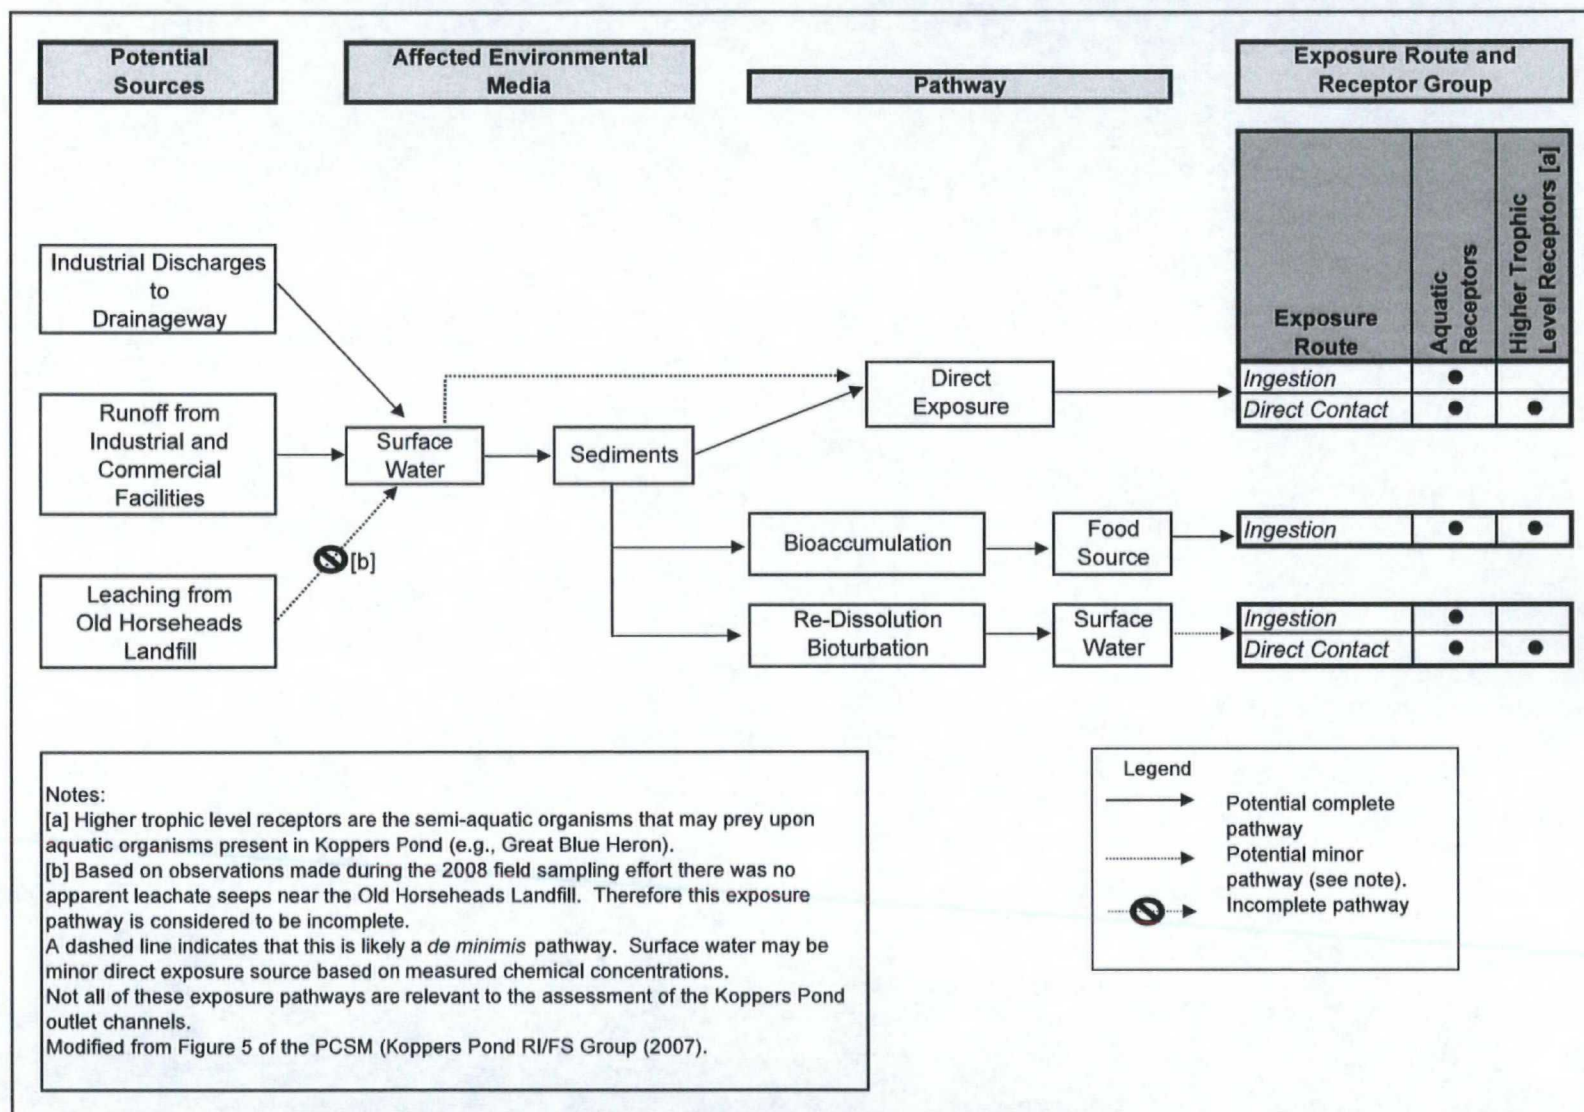 Potential
Sources
Affected Environmental
Media
Pathway
Exposure Route and
Receptor Group
Exposure
Route
Aquatic
Receptors
Higher Trophic
Level Receptors [a]
Ingestion ●
Direct Contact ● ●
Industrial Discharges
to
Drainageway
Runoff from
Industrial and
Commercial
Facilities
Leaching from
Old Horseheads
Landfill
[b]
Surface
Water
Sediments
Direct
Exposure
Bioaccumulation
Food
Source
Ingestion ● ●
Re-Dissolution
Bioturbation
Surface
Water
Ingestion ●
Direct Contact ● ●
Notes:
[a] Higher trophic level receptors are the semi-aquatic organisms that may prey upon
aquatic organisms present in Koppers Pond (e.g., Great Blue Heron).
[b] Based on observations made during the 2008 field sampling effort there was no
apparent leachate seeps near the Old Horseheads Landfill. Therefore this exposure
pathway is considered to be incomplete.
A dashed line indicates that this is likely a de minimis pathway. Surface water may be
minor direct exposure source based on measured chemical concentrations.
Not all of these exposure pathways are relevant to the assessment of the Koppers Pond
outlet channels.
Modified from Figure 5 of the PCSM (Koppers Pond RI/FS Group (2007).
Legend
Potential complete
pathway
Potential minor
pathway (see note).
Incomplete pathway